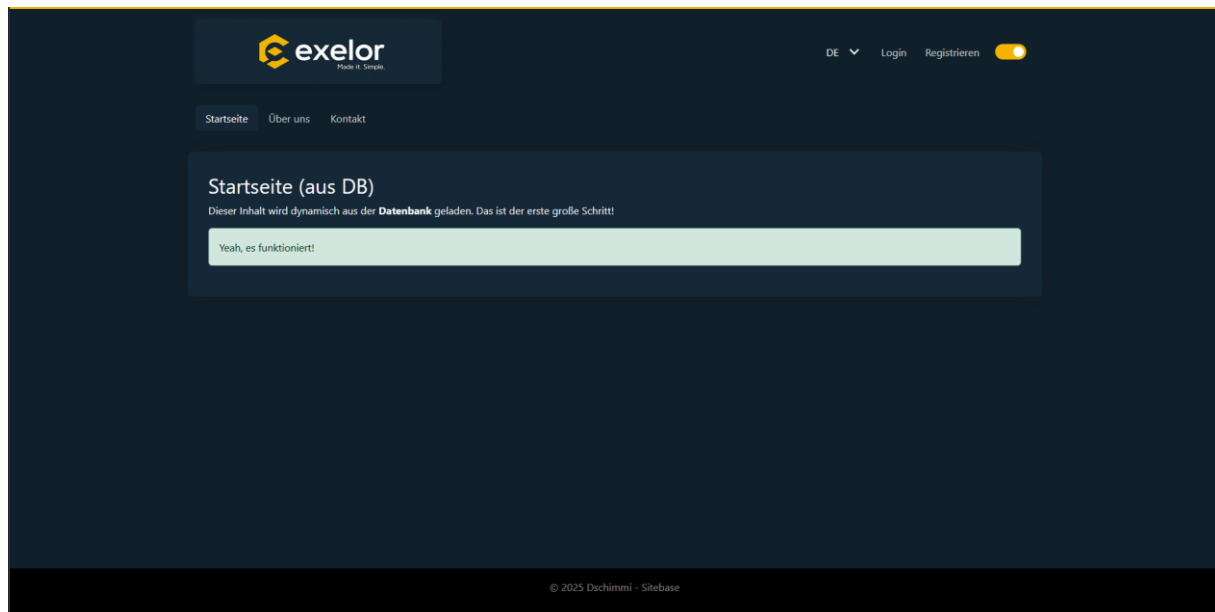 exelor
Made it. Simple.
DE Login Registrieren
Startseite Über uns Kontakt
Startseite (aus DB)
Dieser Inhalt wird dynamisch aus der Datenbank geladen. Das ist der erste große Schritt!
Yeah, es funktioniert!
© 2025 Dschimmi - Sitebase